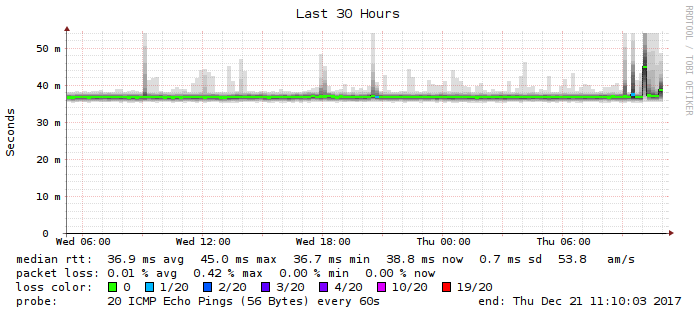 Last 30 Hours
RRDTOOL / TOBI OETIKER
Seconds
50 m
40 m
30 m
20 m
10 m
0
Wed 06:00 Wed 12:00 Wed 18:00 Thu 00:00 Thu 06:00
median rtt: 36.9 ms avg 45.0 ms max 36.7 ms min 38.8 ms now 0.7 ms sd 53.8 am/s
packet loss: 0.01 % avg 0.42 % max 0.00 % min 0.00 % now
loss color: 0 1/20 2/20 3/20 4/20 10/20 19/20
probe: 20 ICMP Echo Pings (56 Bytes) every 60s end: Thu Dec 21 11:10:03 2017